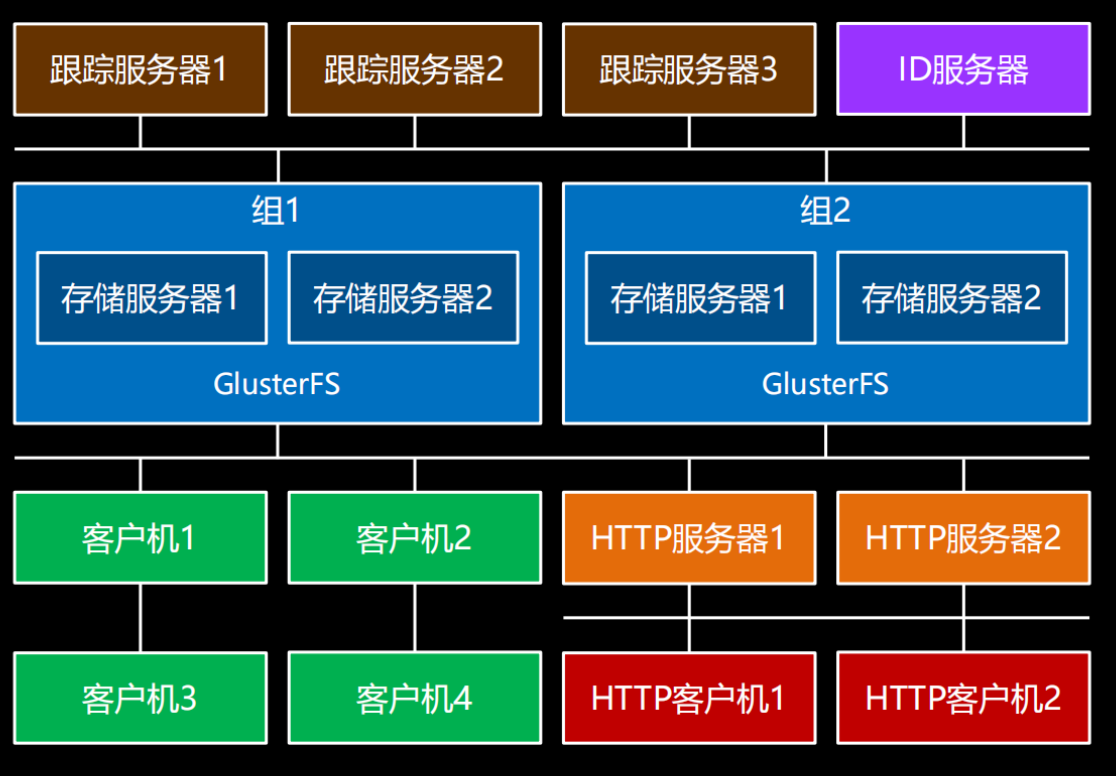 跟踪服务器1
跟踪服务器2
跟踪服务器3
ID服务器
组1
组2
存储服务器1
存储服务器2
存储服务器1
存储服务器2
GlusterFS
GlusterFS
客户机1
客户机2
HTTP服务器1
HTTP服务器2
客户机3
客户机4
HTTP客户机1
HTTP客户机2